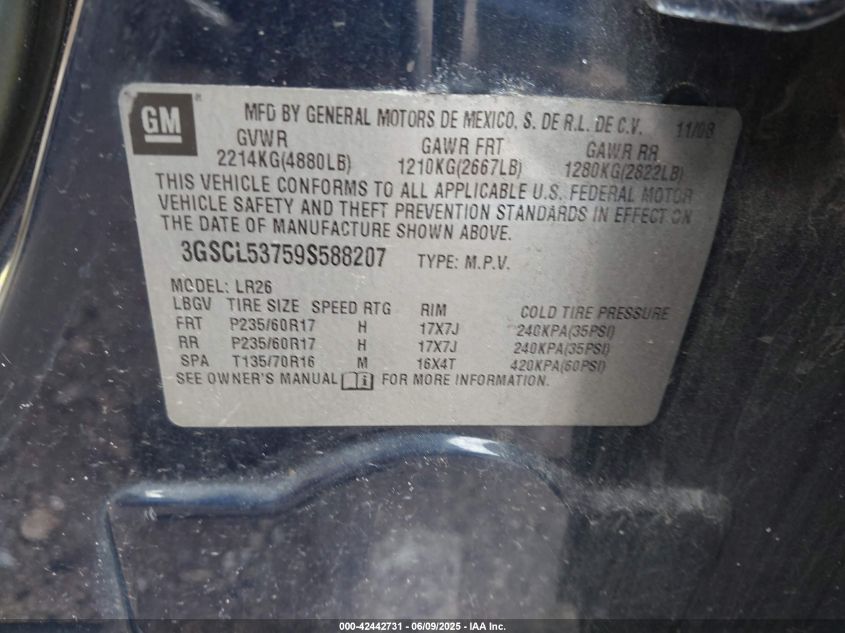 GM
MFD BY GENERAL MOTORS DE MEXICO, S. DE R.L. DE C.V. 11/08
GVWR GAWR FRT GAWR RR
2214KG(4880LB) 1210KG(2667LB) 1280KG(2822LB)
THIS VEHICLE CONFORMS TO ALL APPLICABLE U.S. FEDERAL MOTOR
VEHICLE SAFETY AND THEFT PREVENTION STANDARDS IN EFFECT ON
THE DATE OF MANUFACTURE SHOWN ABOVE.
3GSCL53759S588207 TYPE: M.P.V.
MODEL: LR26
LBGV TIRE SIZE SPEED RTG RIM COLD TIRE PRESSURE
FRT P235/60R17 H 17X7J 240KPA(35PSI)
RR P235/60R17 H 17X7J 240KPA(35PSI)
SPA T135/70R16 M 16X4T 420KPA(60PSI)
SEE OWNER'S MANUAL FOR MORE INFORMATION.
000-42442731 - 06/09/2025 - IAA Inc.